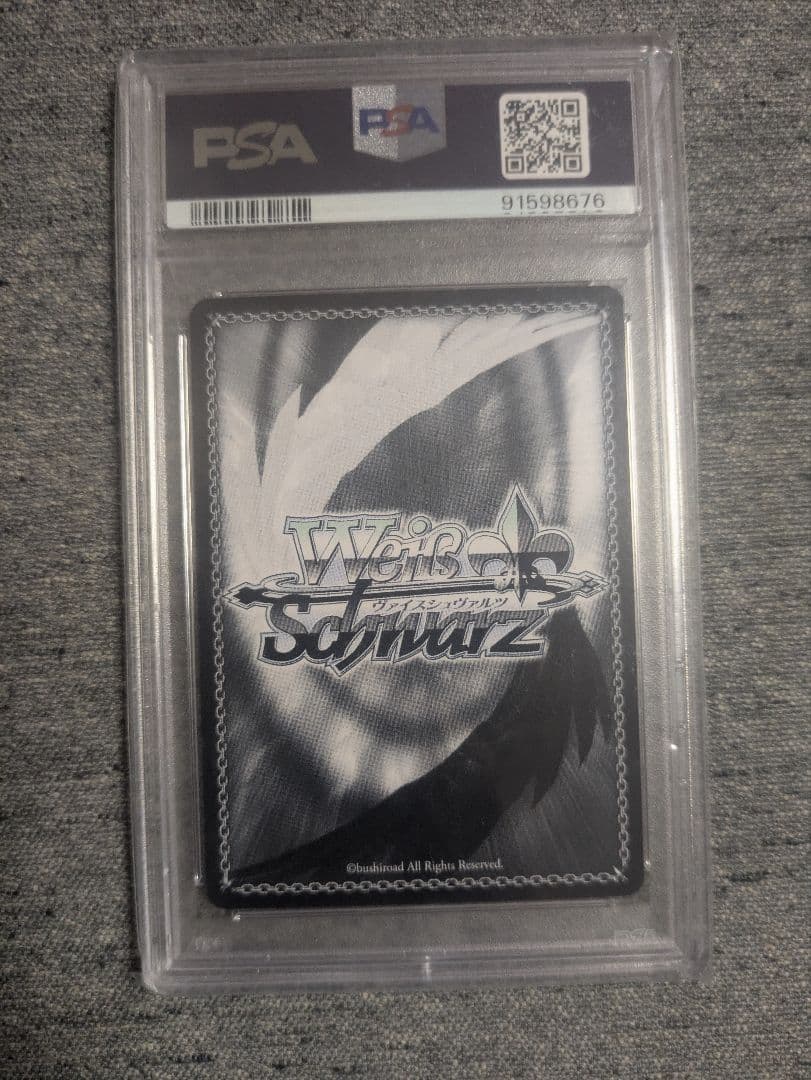 PSA
PSA
91598676
Weiß
ヴァイスシュヴァルツ
Schwarz
©bushiroad All Rights Reserved.
PSA